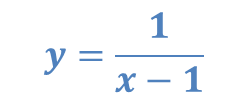 y = 1/(x − 1)